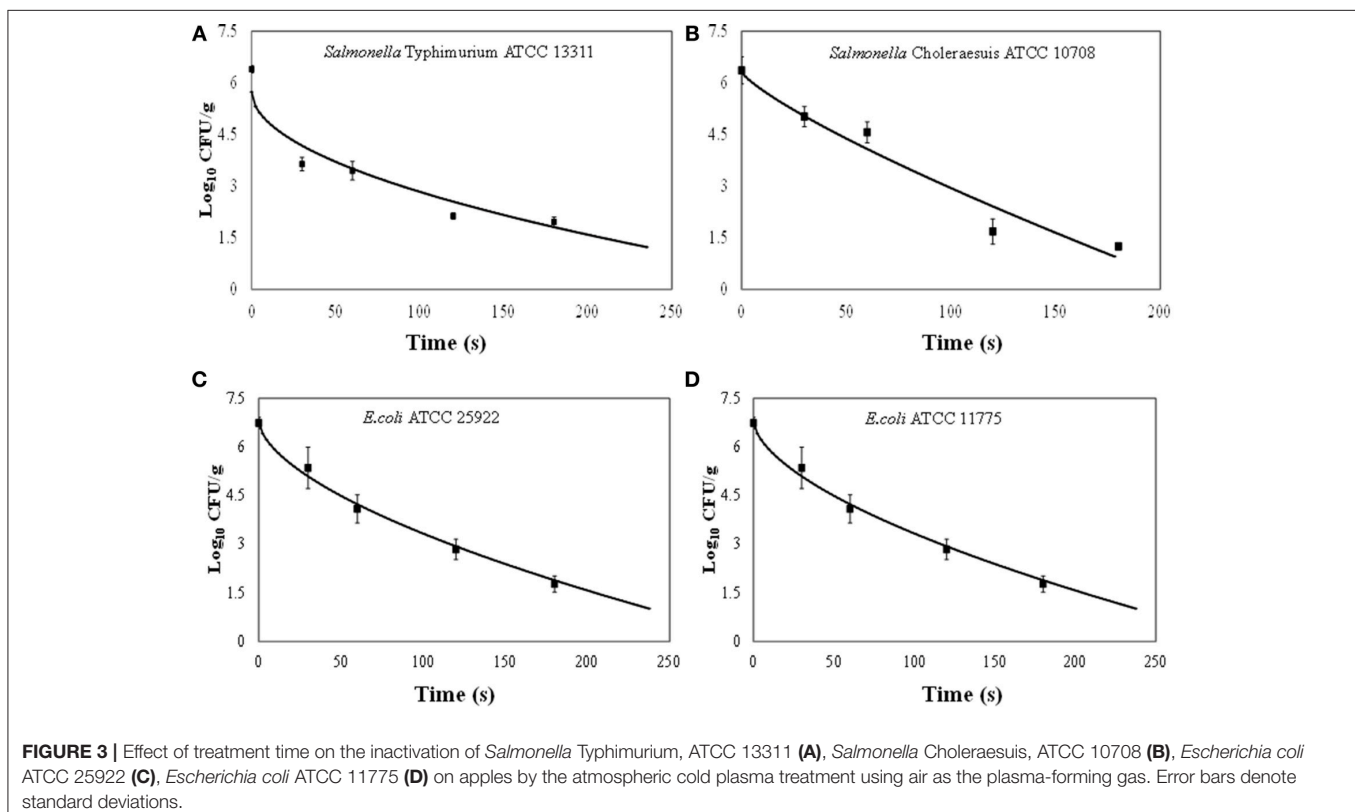 A
7.5
Salmonella Typhimurium ATCC 13311
6
4.5
3
1.5
0
Log10 CFU/g
0 50 100 150 200 250
Time (s)
B
7.5
Salmonella Choleraesuis ATCC 10708
6
4.5
3
1.5
0
0 50 100 150 200
Time (s)
C
7.5
E.coli ATCC 25922
6
4.5
3
1.5
0
Log10 CFU/g
0 50 100 150 200 250
Time (s)
D
7.5
E.coli ATCC 11775
6
4.5
3
1.5
0
Log10 CFU/g
0 50 100 150 200 250
Time (s)
FIGURE 3 | Effect of treatment time on the inactivation of Salmonella Typhimurium, ATCC 13311 (A), Salmonella Choleraesuis, ATCC 10708 (B), Escherichia coli
ATCC 25922 (C), Escherichia coli ATCC 11775 (D) on apples by the atmospheric cold plasma treatment using air as the plasma-forming gas. Error bars denote
standard deviations.